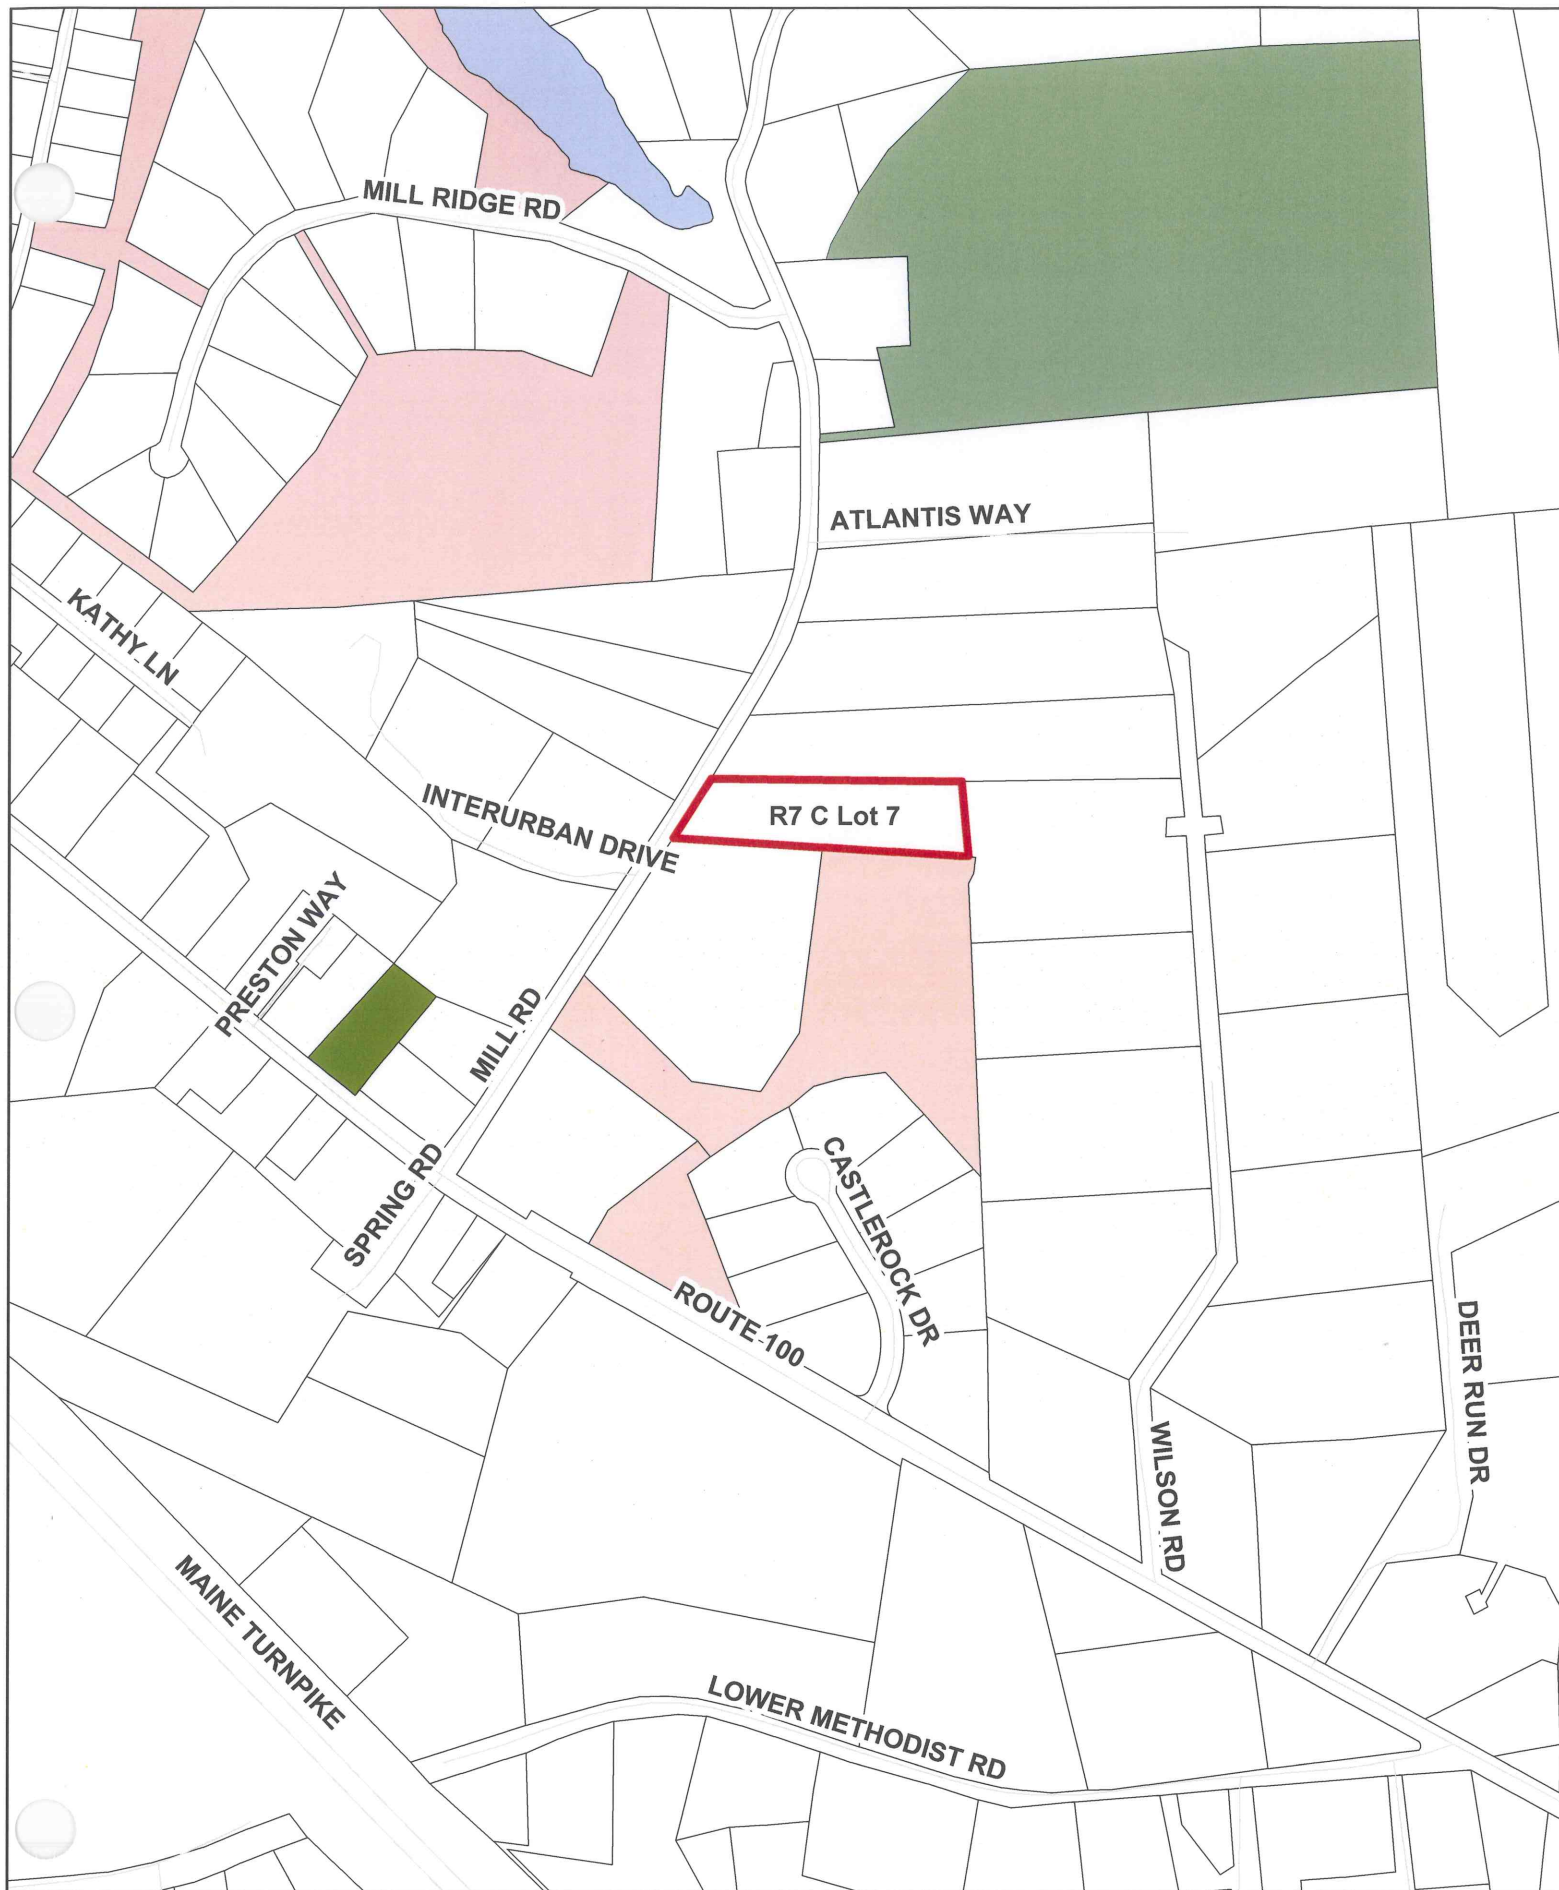 MILL RIDGE RD
ATLANTIS WAY
KATHY LN
INTERURBAN DRIVE
R7 C Lot 7
PRESTON WAY
MILL RD
SPRING RD
CASTLEROCK DR
ROUTE 100
DEER RUN DR
WILSON RD
MAINE TURNPIKE
LOWER METHODIST RD